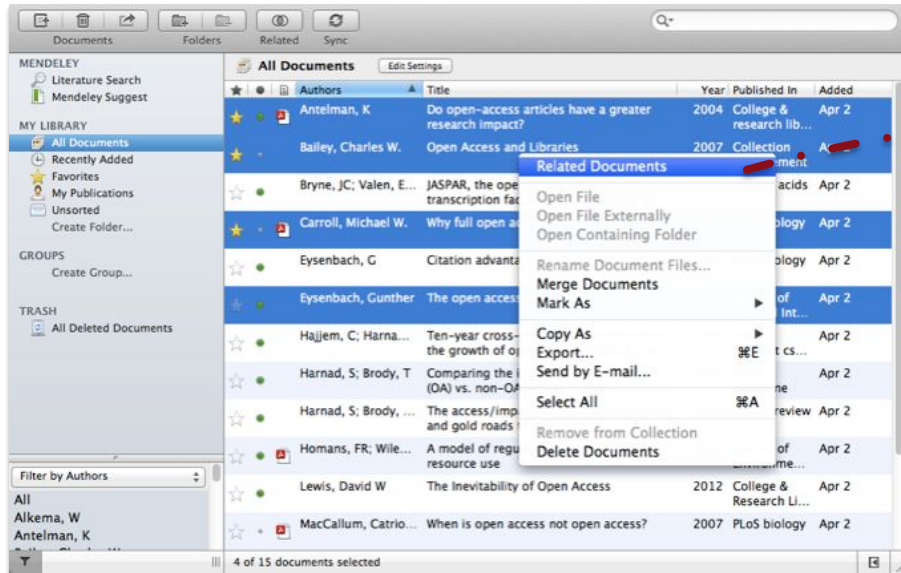 Documents
Folders
Related
Sync
MENDELEY
Literature Search
Mendeley Suggest
MY LIBRARY
All Documents
Recently Added
Favorites
My Publications
Unsorted
Create Folder...
GROUPS
Create Group...
TRASH
All Deleted Documents
Filter by Authors
All
Alkema, W
Antelman, K
All Documents
Edit Settings
Authors Title Year Published In Added
Antelman, K Do open-access articles have a greater 2004 College & Apr 2
research impact? research lib...
Bailey, Charles W. Open Access and Libraries 2007 Collection
Bryne, JC; Valen, E... JASPAR, the ope acids Apr 2
transcription fac
Carroll, Michael W. Why full open ac ology Apr 2
Eysenbach, G Citation advanta ology Apr 2
Eysenbach, Gunther The open access of Apr 2
Int...
Hajjem, C; Harna... Ten-year cross- Apr 2
the growth of op t cs...
Harnad, S; Brody, T Comparing the i Apr 2
(OA) vs. non-OA ne
Harnad, S; Brody, ... The access/imp review Apr 2
and gold roads
Homans, FR; Wile... A model of regu of Apr 2
resource use
Lewis, David W The Inevitability of Open Access 2012 College & Apr 2
Research Li...
MacCallum, Catrio... When is open access not open access? 2007 PLoS biology Apr 2
Related Documents
Open File
Open File Externally
Open Containing Folder
Rename Document Files...
Merge Documents
Mark As
Copy As
Export... ⌘E
Send by E-mail...
Select All ⌘A
Remove from Collection
Delete Documents
4 of 15 documents selected